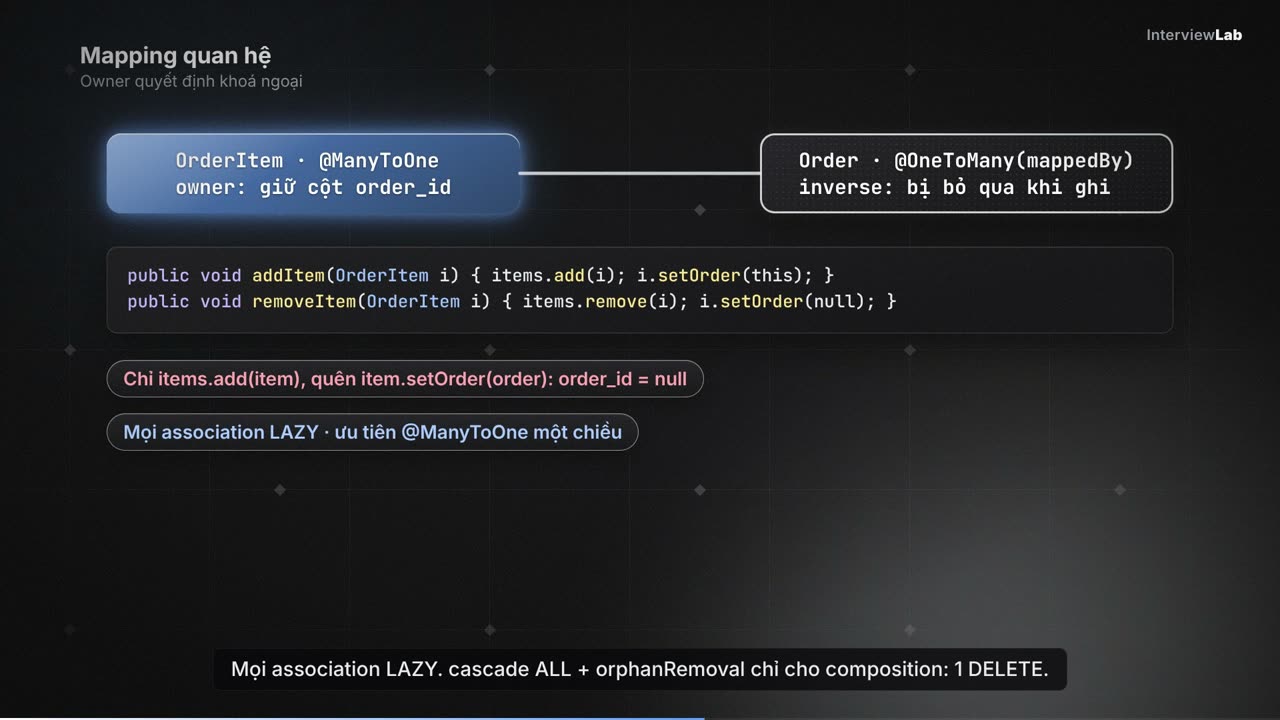 InterviewLab
Mapping quan hệ
Owner quyết định khoá ngoại
OrderItem · @ManyToOne
owner: giữ cột order_id
Order · @OneToMany(mappedBy)
inverse: bị bỏ qua khi ghi
public void addItem(OrderItem i) { items.add(i); i.setOrder(this); }
public void removeItem(OrderItem i) { items.remove(i); i.setOrder(null); }
Chỉ items.add(item), quên item.setOrder(order): order_id = null
Mọi association LAZY · ưu tiên @ManyToOne một chiều
Mọi association LAZY. cascade ALL + orphanRemoval chỉ cho composition: 1 DELETE.